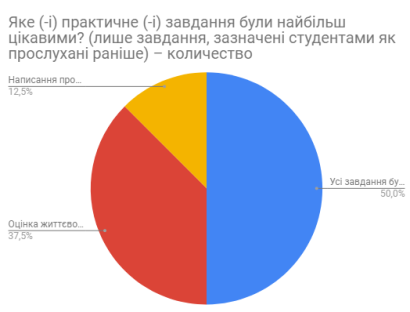 Яке (-і) практичне (-і) завдання були найбільш
цікавими? (лише завдання, зазначені студентами як
прослухані раніше) – количество
Написання про…
12,5%
Усі завдання бу…
50,0%
Оцінка життєво…
37,5%